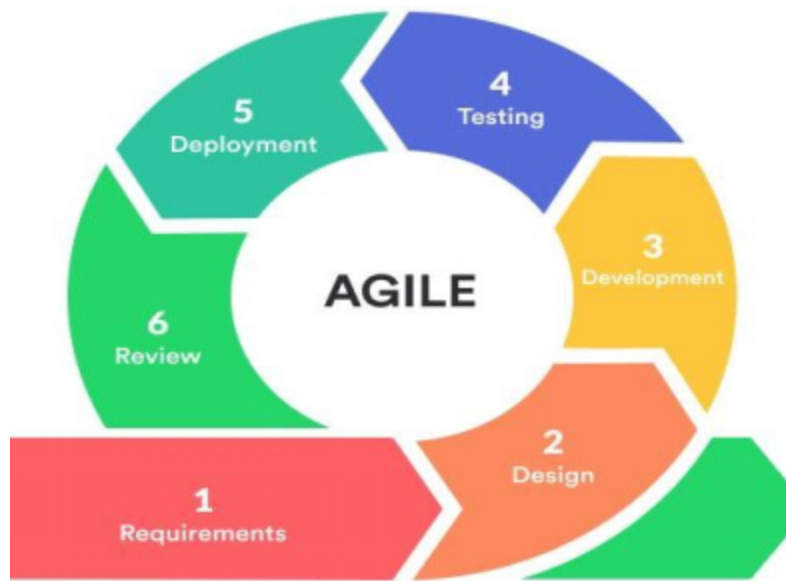 AGILE
1
Requirements
2
Design
3
Development
4
Testing
5
Deployment
6
Review